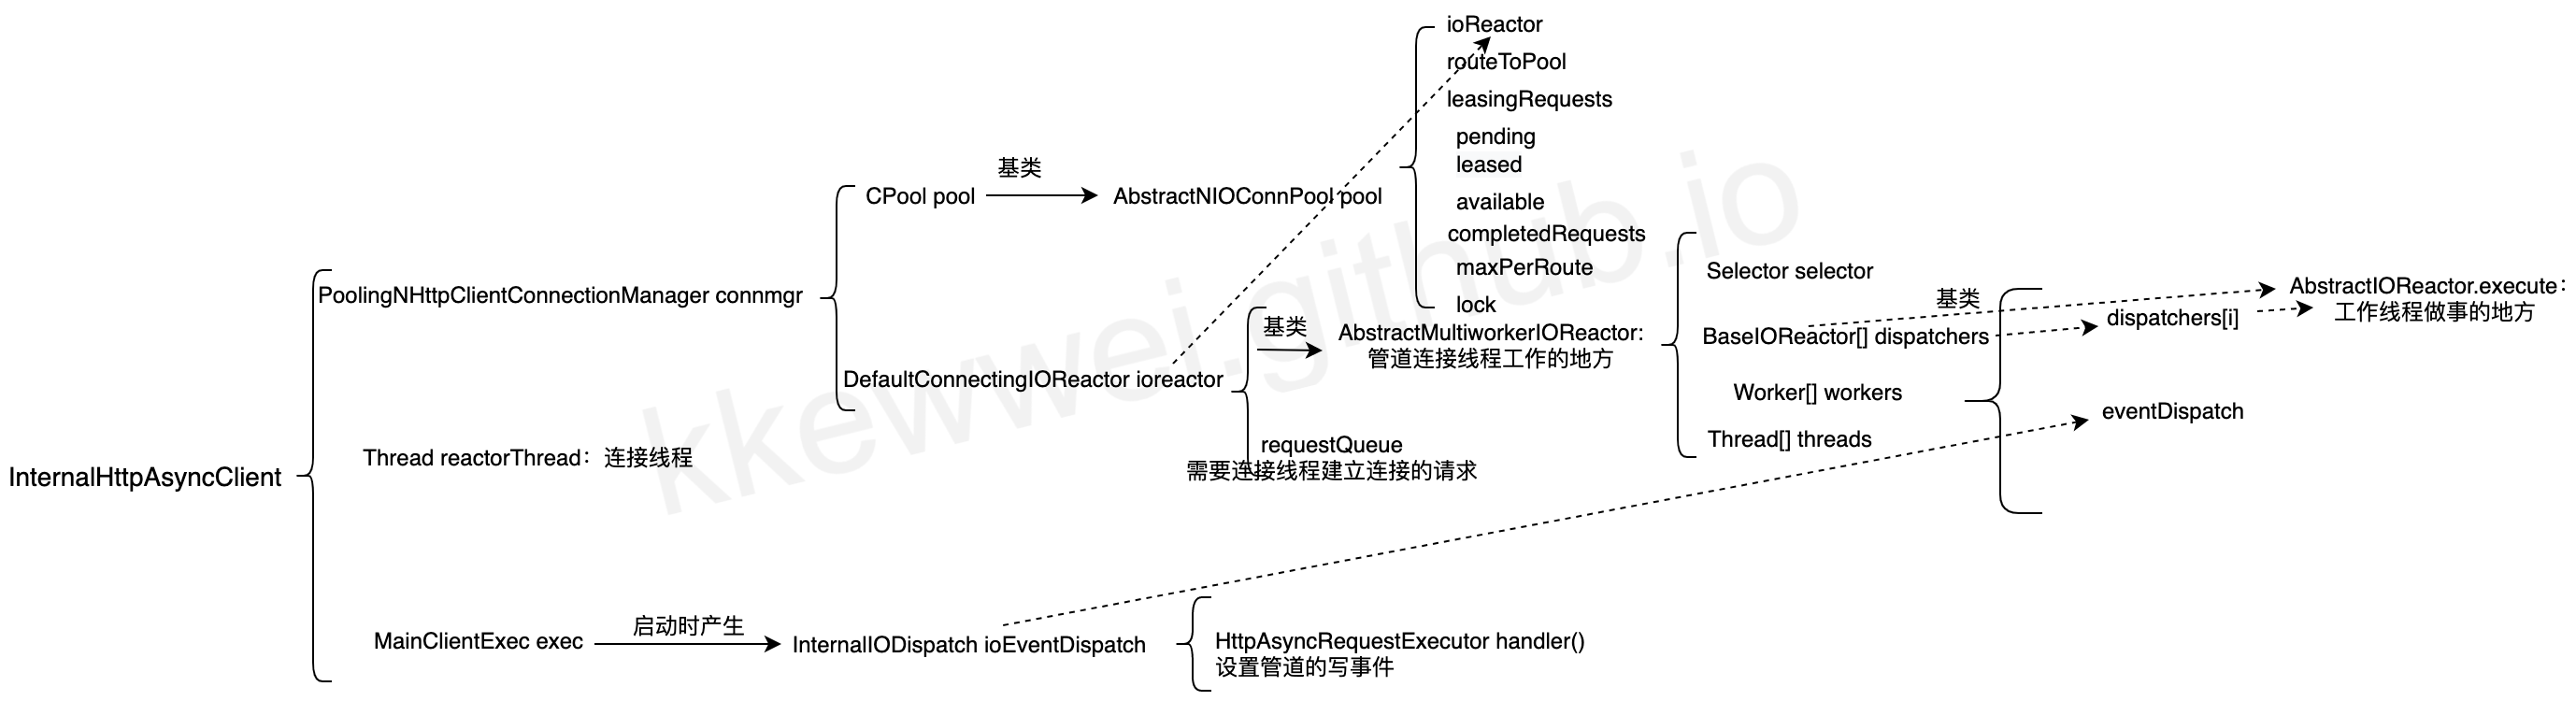 InternalHttpAsyncClient
PoolingNHttpClientConnectionManager connmgr
Thread reactorThread：连接线程
MainClientExec exec
启动时产生
InternalIODispatch ioEventDispatch
HttpAsyncRequestExecutor handler()
设置管道的写事件
CPool pool
基类
AbstractNIOConnPool pool
ioReactor
routeToPool
leasingRequests
pending
leased
available
completedRequests
maxPerRoute
lock
DefaultConnectingIOReactor ioreactor
基类
AbstractMultiworkerIOReactor:
管道连接线程工作的地方
requestQueue
需要连接线程建立连接的请求
Selector selector
BaseIOReactor[] dispatchers
Worker[] workers
Thread[] threads
基类
dispatchers[i]
eventDispatch
AbstractIOReactor.execute：
工作线程做事的地方
kkewwei.github.io